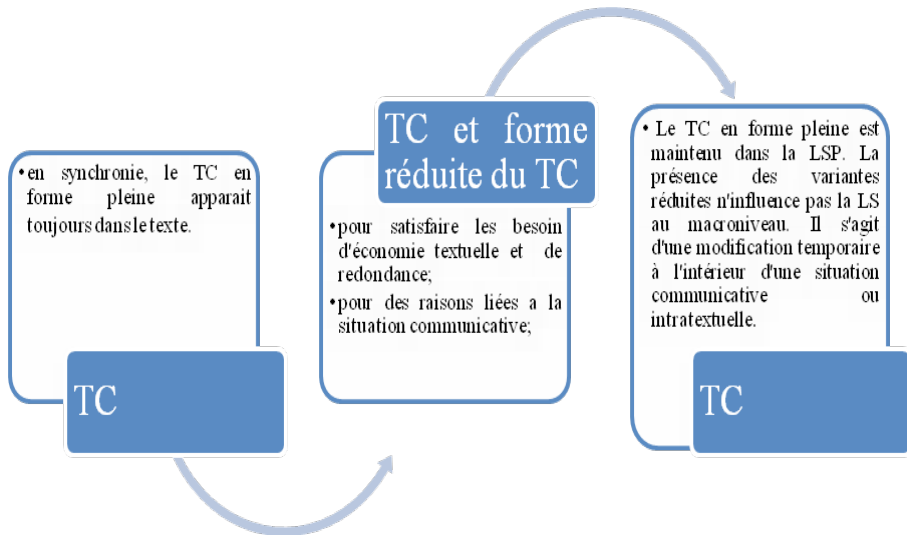 • en synchronie, le TC en
forme pleine apparait
toujours dans le texte.
TC
TC et forme
réduite du TC
• pour satisfaire les besoin
d'économie textuelle et de
redondance;
• pour des raisons liées a la
situation communicative;
• Le TC en forme pleine est
maintenu dans la LSP. La
présence des variantes
réduites n'influence pas la LS
au macroniveau. Il s'agit
d'une modification temporaire
à l'intérieur d'une situation
communicative ou
intratextuelle.
TC